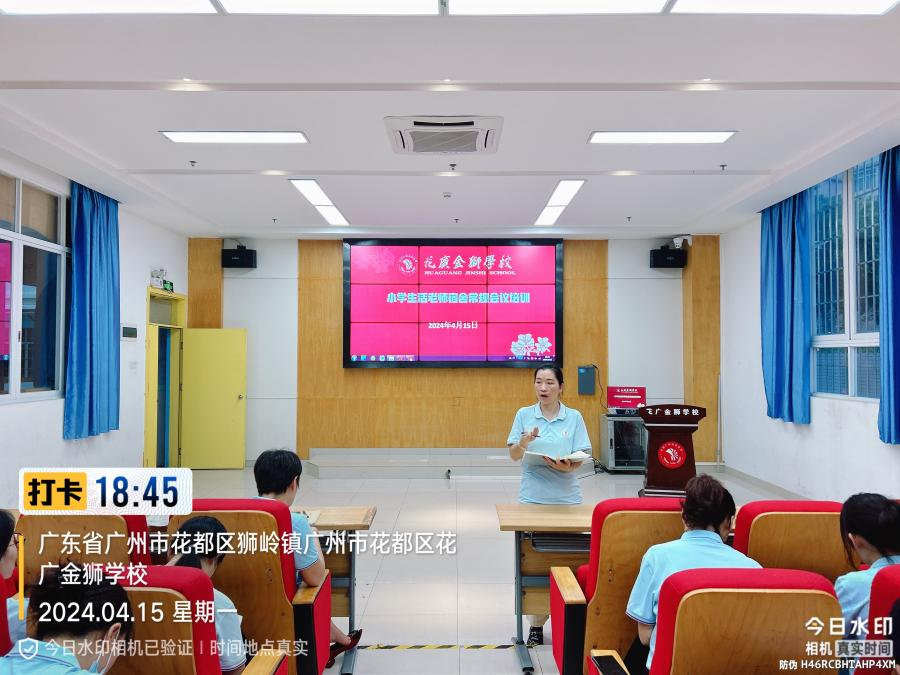 花广金狮学校
HUAGUANG JINSHI SCHOOL
小学生活老师宿舍常规会议培训
2024年4月15日
花广金狮学校
打卡 18:45
广东省广州市花都区狮岭镇广州市花都区花
广金狮学校
2024.04.15 星期一
今日水印相机已验证 | 时间地点真实
今日水印
相机 真实时间
防伪 H46RCBHTAHP4XM